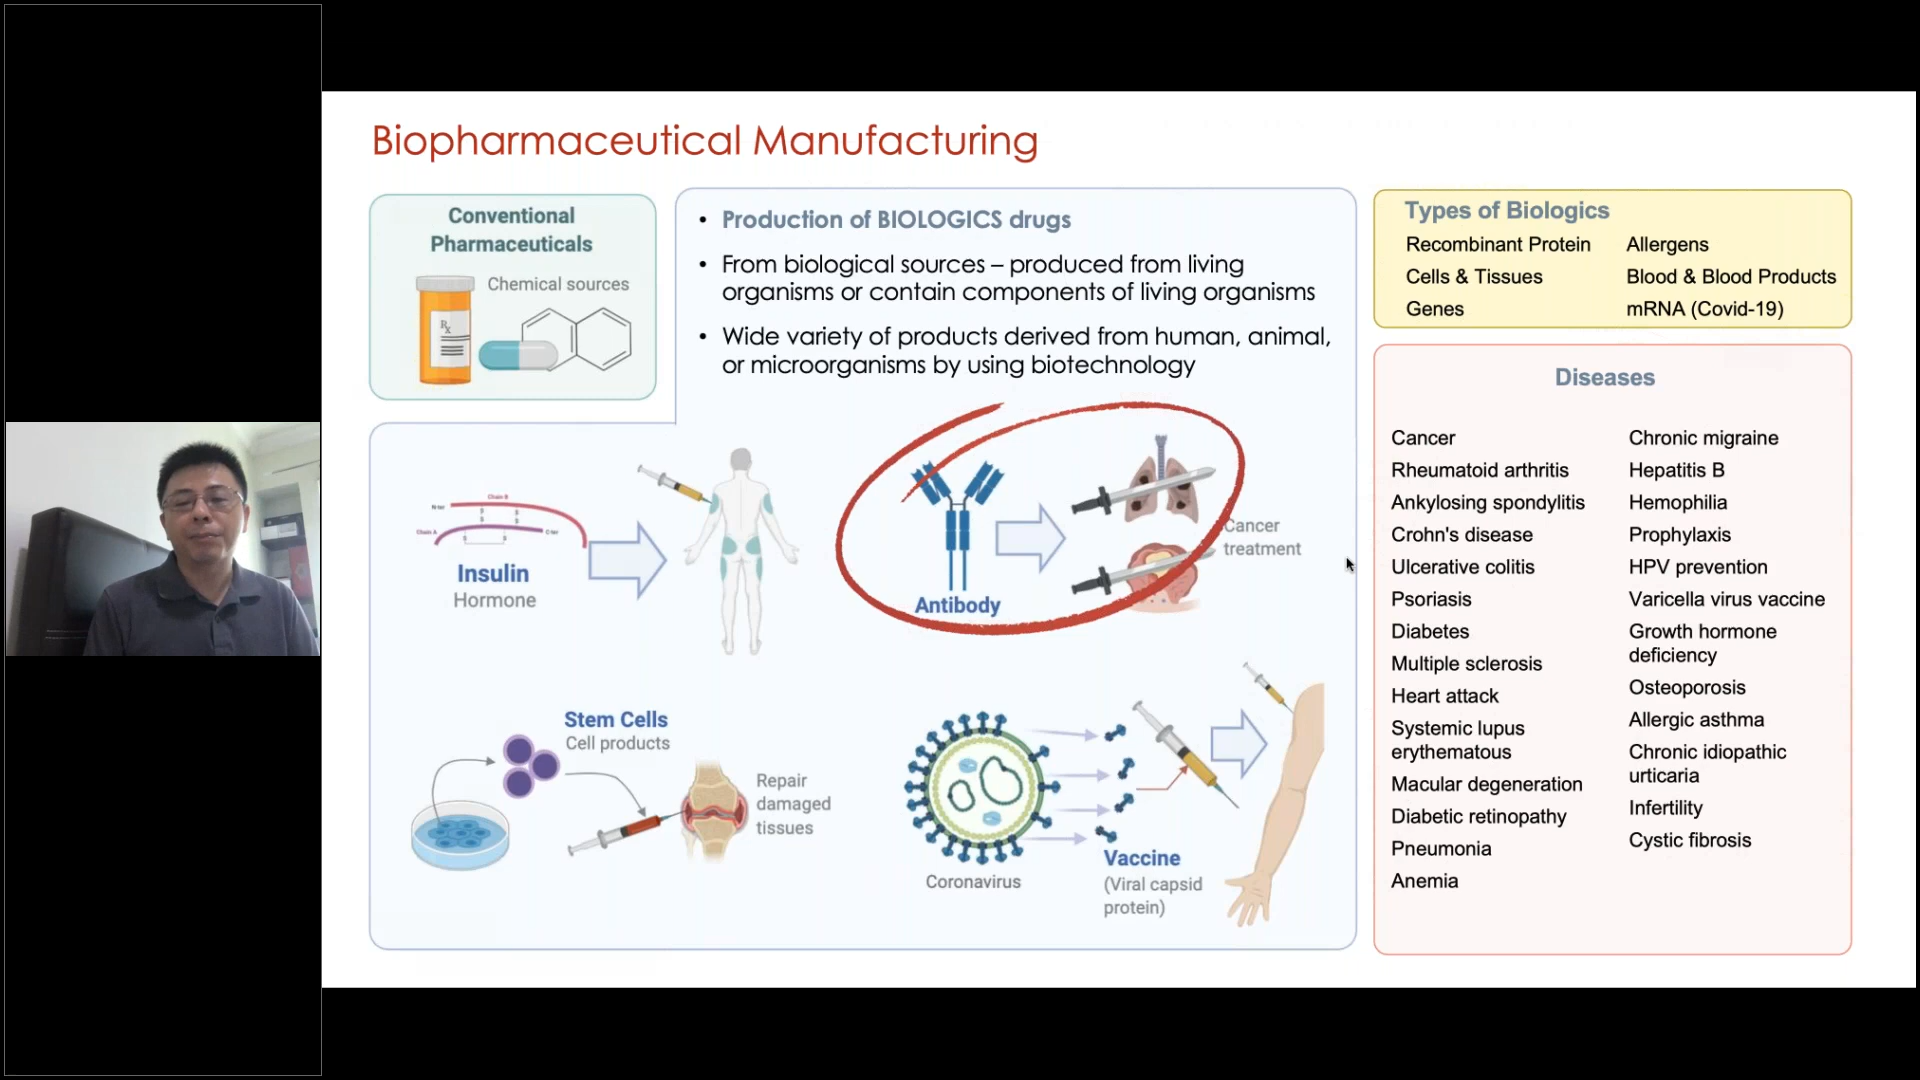 Biopharmaceutical Manufacturing
Conventional
Pharmaceuticals
Chemical sources
Rx
• Production of BIOLOGICS drugs
• From biological sources – produced from living
organisms or contain components of living organisms
• Wide variety of products derived from human, animal,
or microorganisms by using biotechnology
Chain B
N-ter
S S
S S
Chain A
C-ter
S S
Insulin
Hormone
Antibody
Cancer
treatment
Stem Cells
Cell products
Repair
damaged
tissues
Coronavirus
Vaccine
(Viral capsid
protein)
Types of Biologics
Recombinant Protein
Cells & Tissues
Genes
Allergens
Blood & Blood Products
mRNA (Covid-19)
Diseases
Cancer
Rheumatoid arthritis
Ankylosing spondylitis
Crohn's disease
Ulcerative colitis
Psoriasis
Diabetes
Multiple sclerosis
Heart attack
Systemic lupus
erythematous
Macular degeneration
Diabetic retinopathy
Pneumonia
Anemia
Chronic migraine
Hepatitis B
Hemophilia
Prophylaxis
HPV prevention
Varicella virus vaccine
Growth hormone
deficiency
Osteoporosis
Allergic asthma
Chronic idiopathic
urticaria
Infertility
Cystic fibrosis